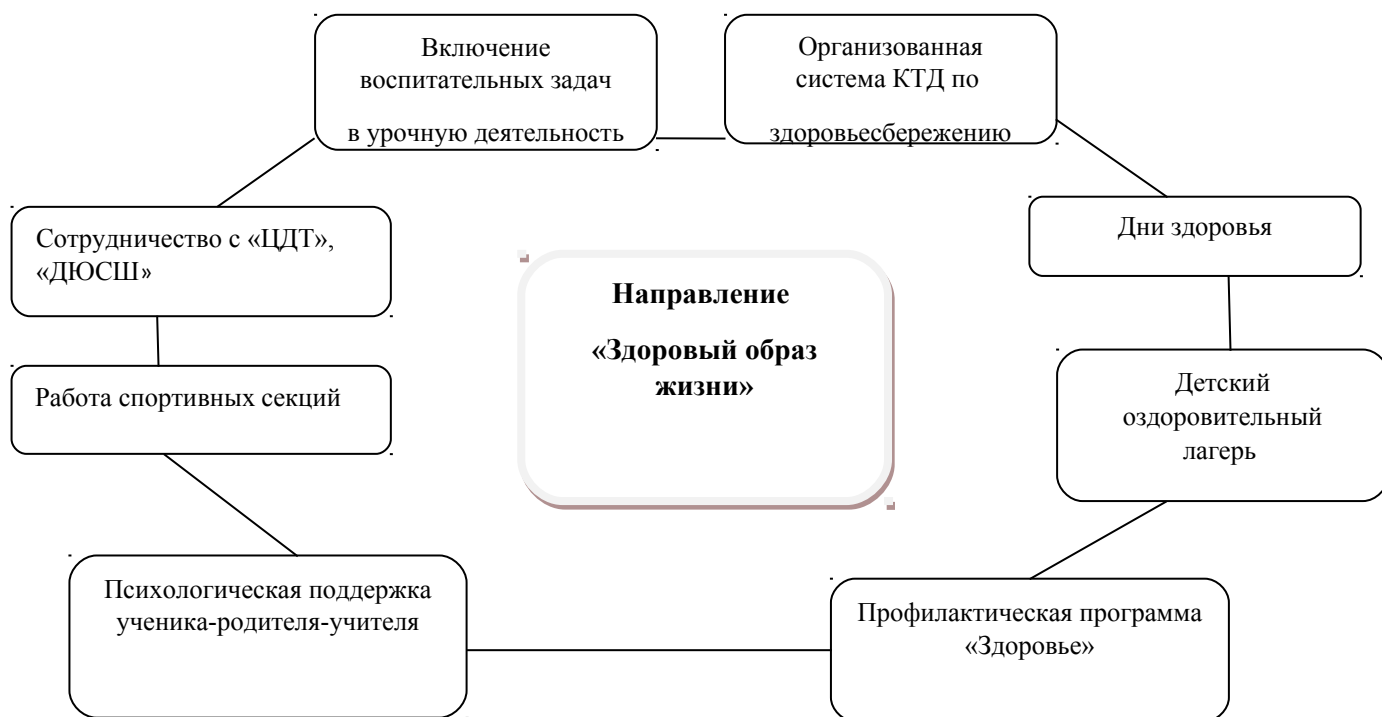 Включение
воспитательных задач
в урочную деятельность
Организованная
система КТД по
здоровьесбережению
Сотрудничество с «ЦДТ»,
«ДЮСШ»
Дни здоровья
Направление
«Здоровый образ
жизни»
Работа спортивных секций
Детский
оздоровительный
лагерь
Психологическая поддержка
ученика-родителя-учителя
Профилактическая программа
«Здоровье»